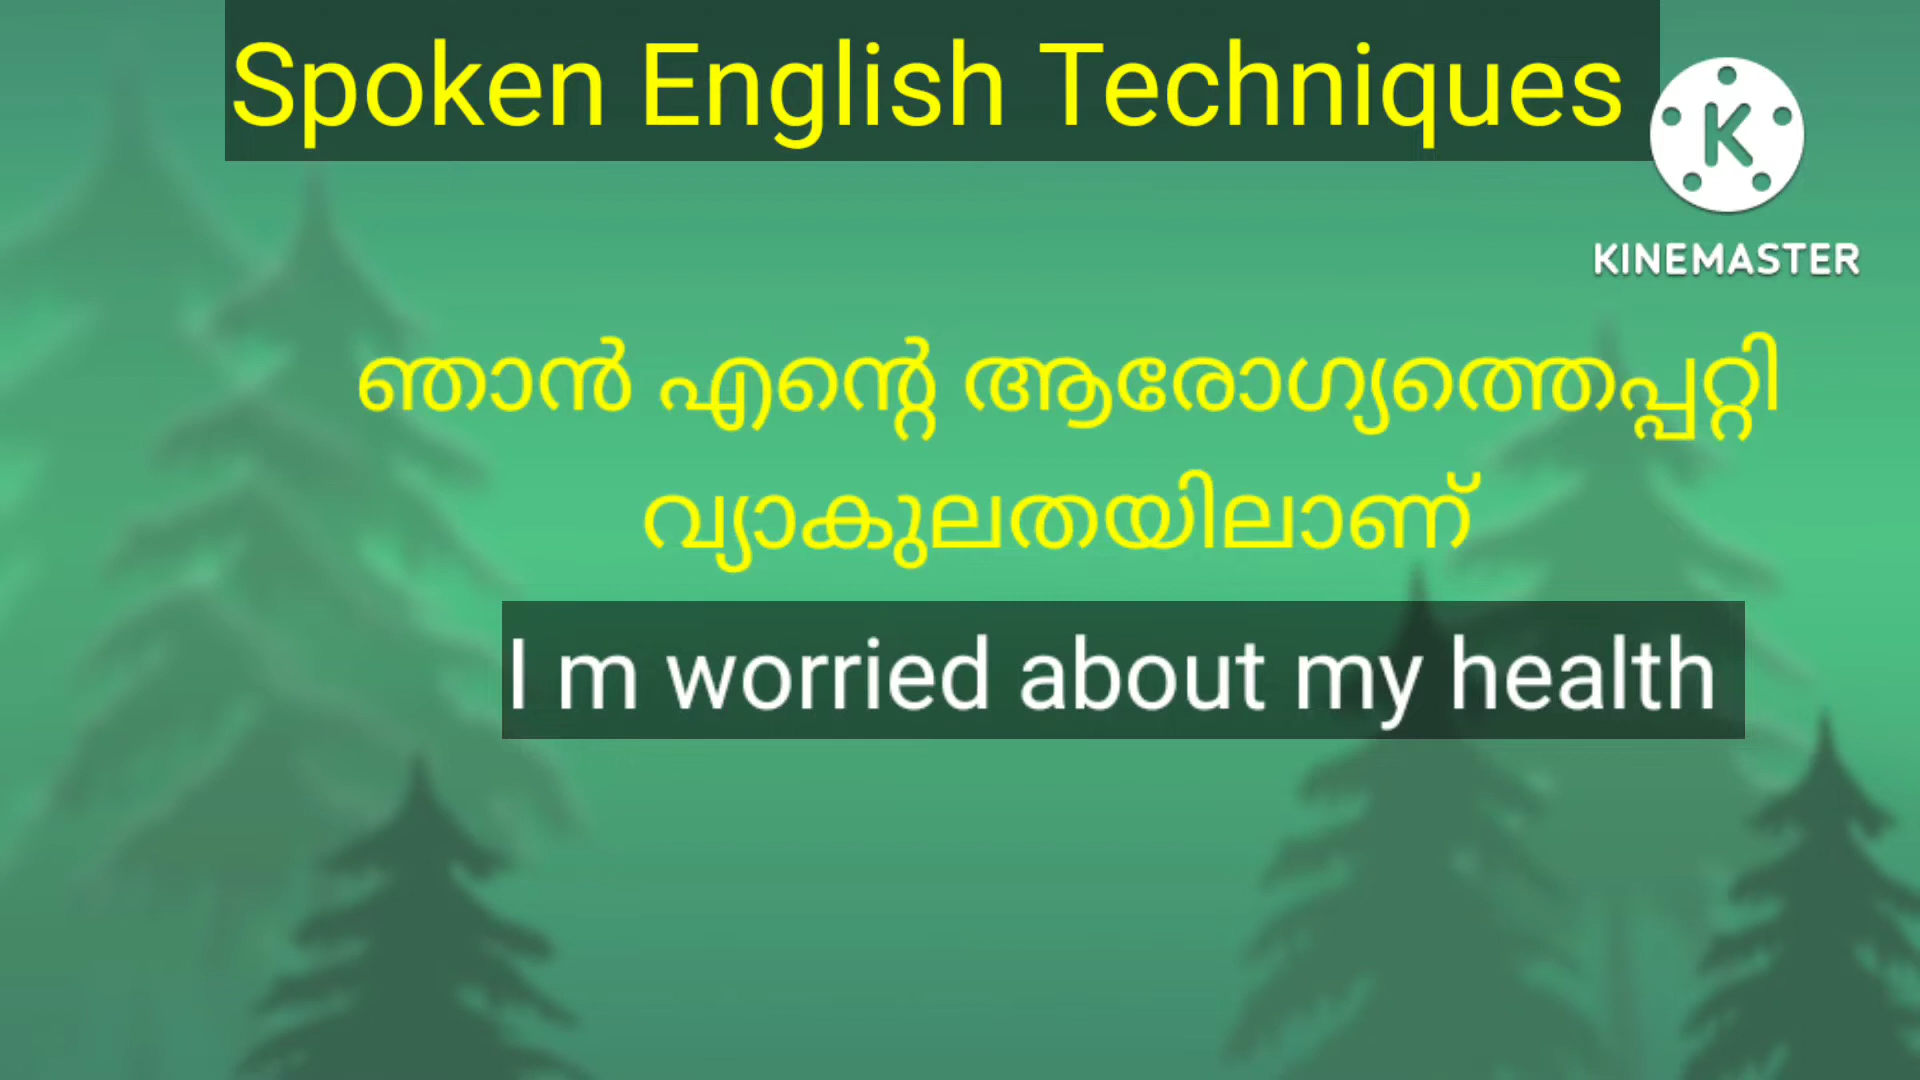 Spoken English Techniques
K
KINEMASTER
ഞാൻ എന്റെ ആരോഗ്യത്തെപ്പറ്റി
വ്യാകുലതയിലാണ്
I m worried about my health